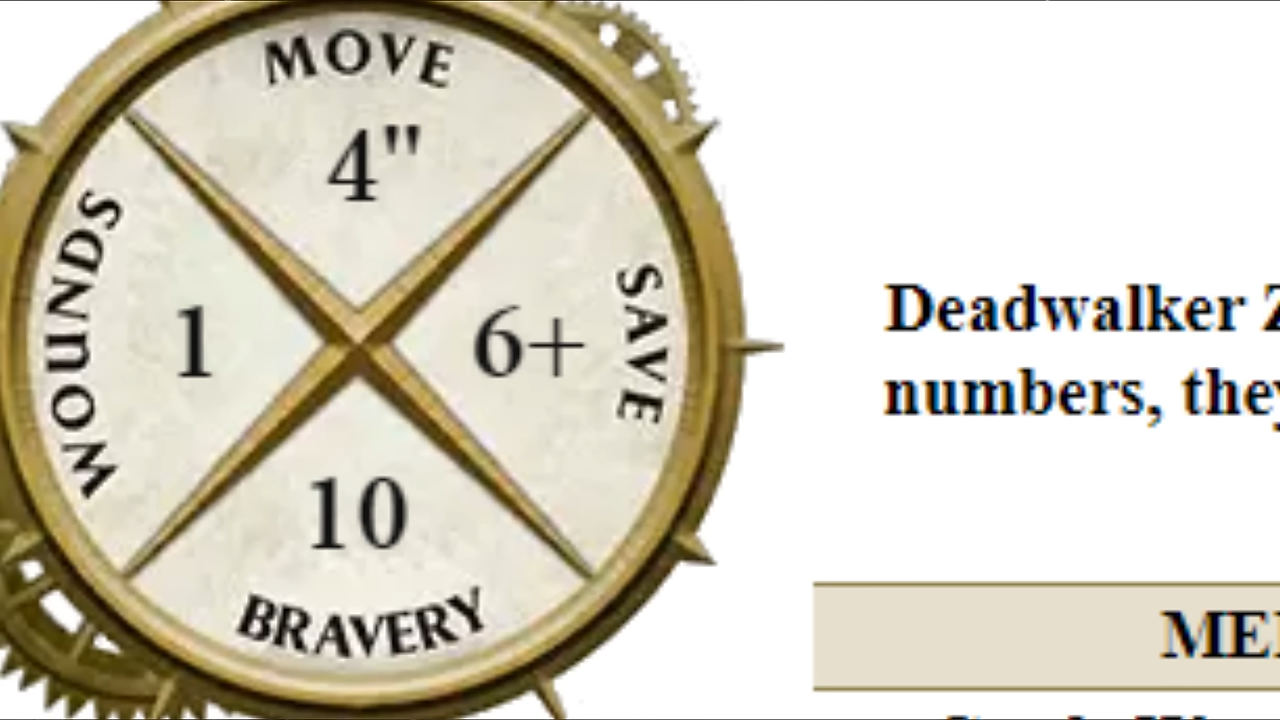 MOVE
4"
WOUNDS
1
6+
SAVE
10
BRAVERY
Deadwalker
numbers, they